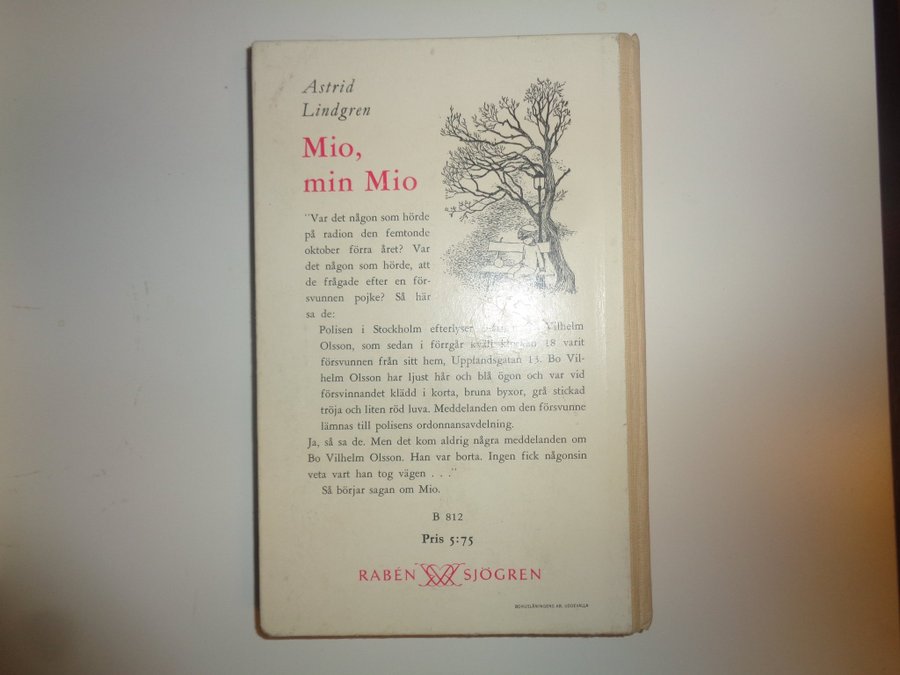 Astrid
Lindgren
Mio,
min Mio
"Var det någon som hörde
på radion den femtonde
oktober förra året? Var
det någon som hörde, att
de frågade efter en för-
svunnen pojke? Så här
sa de:
Polisen i Stockholm efterlyser Vilhelm
Olsson, som sedan i förrgår kväll klockan 18 varit
försvunnen från sitt hem, Upplandsgatan 13. Bo Vil-
helm Olsson har ljust hår och blå ögon och var vid
försvinnandet klädd i korta, bruna byxor, grå stickad
tröja och liten röd luva. Meddelanden om den försvunne
lämnas till polisens ordonnansavdelning.
Ja, så sa de. Men det kom aldrig några meddelanden om
Bo Vilhelm Olsson. Han var borta. Ingen fick någonsin
veta vart han tog vägen . . ."
Så börjar sagan om Mio.
B 812
Pris 5:75
RABÉN SJÖGREN
BOHUSLÄNINGENS AB, UDDEVALLA